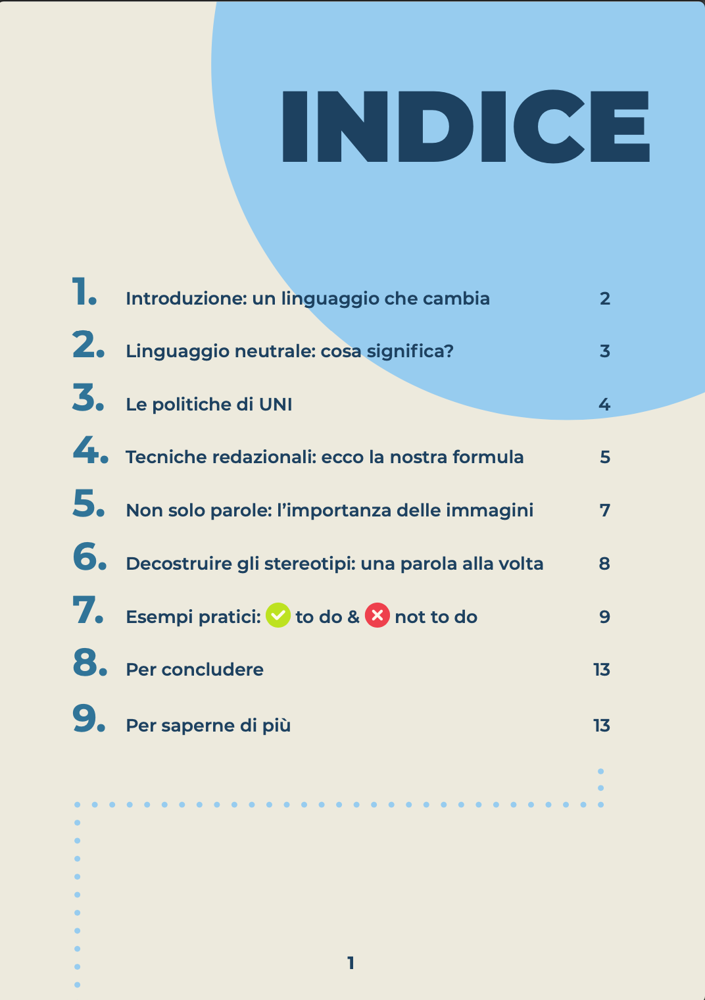 INDICE
1. Introduzione: un linguaggio che cambia 2
2. Linguaggio neutrale: cosa significa? 3
3. Le politiche di UNI 4
4. Tecniche redazionali: ecco la nostra formula 5
5. Non solo parole: l’importanza delle immagini 7
6. Decostruire gli stereotipi: una parola alla volta 8
7. Esempi pratici: to do & not to do 9
8. Per concludere 13
9. Per saperne di più 13
1